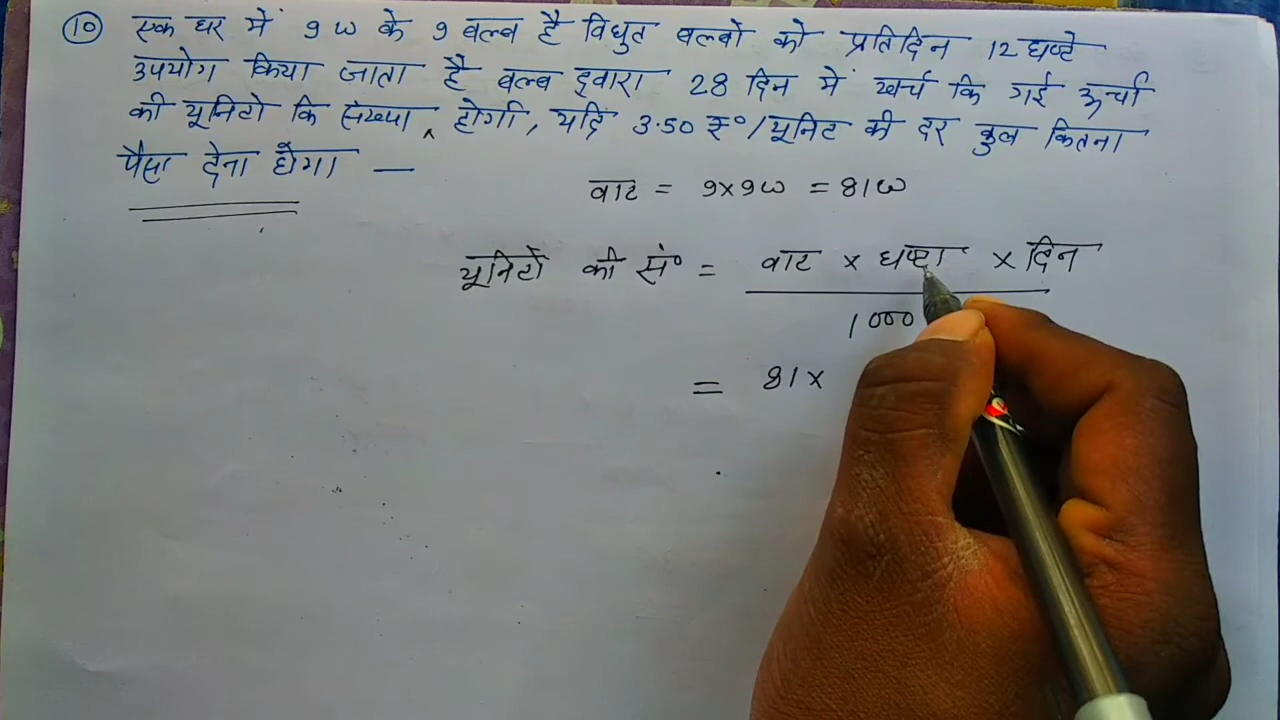 (10) एक घर में 9 w के 9 बल्ब है विधुत बल्बो को प्रतिदिन 12 घण्टे
उपयोग किया जाता है बल्ब द्वारा 28 दिन में खर्च कि गई ऊर्चा
की यूनिटो कि संख्या ^ होगी, यदि 3.50 रु०/यूनिट की दर कुल कितना
पैसा देना होगा —
वाट = 9×9w = 81w
यूनिटों की सं० = वाट × घण्टा × दिन
1000
= 81×